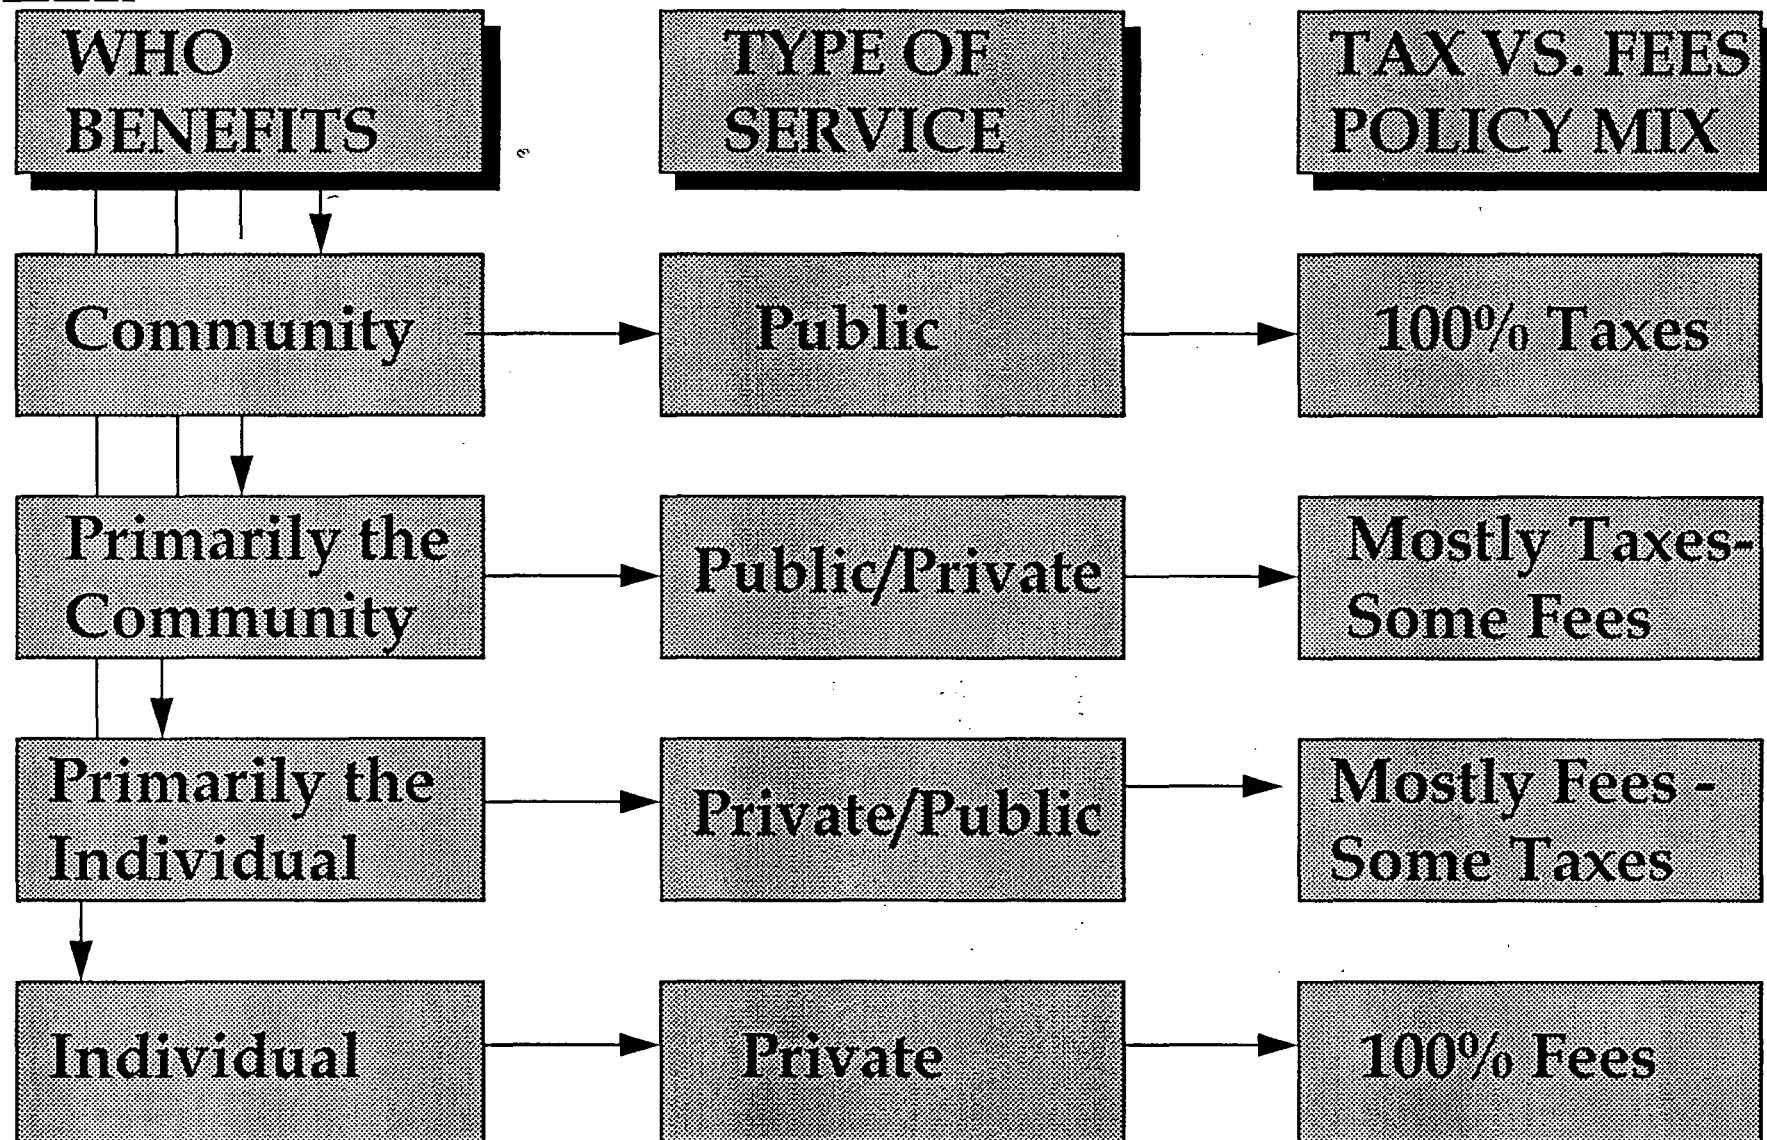 WHO
BENEFITS
TYPE OF
SERVICE
TAX VS. FEES
POLICY MIX
Community
Public
100% Taxes
Primarily the
Community
Public/Private
Mostly Taxes-
Some Fees
Primarily the
Individual
Private/Public
Mostly Fees -
Some Taxes
Individual
Private
100% Fees